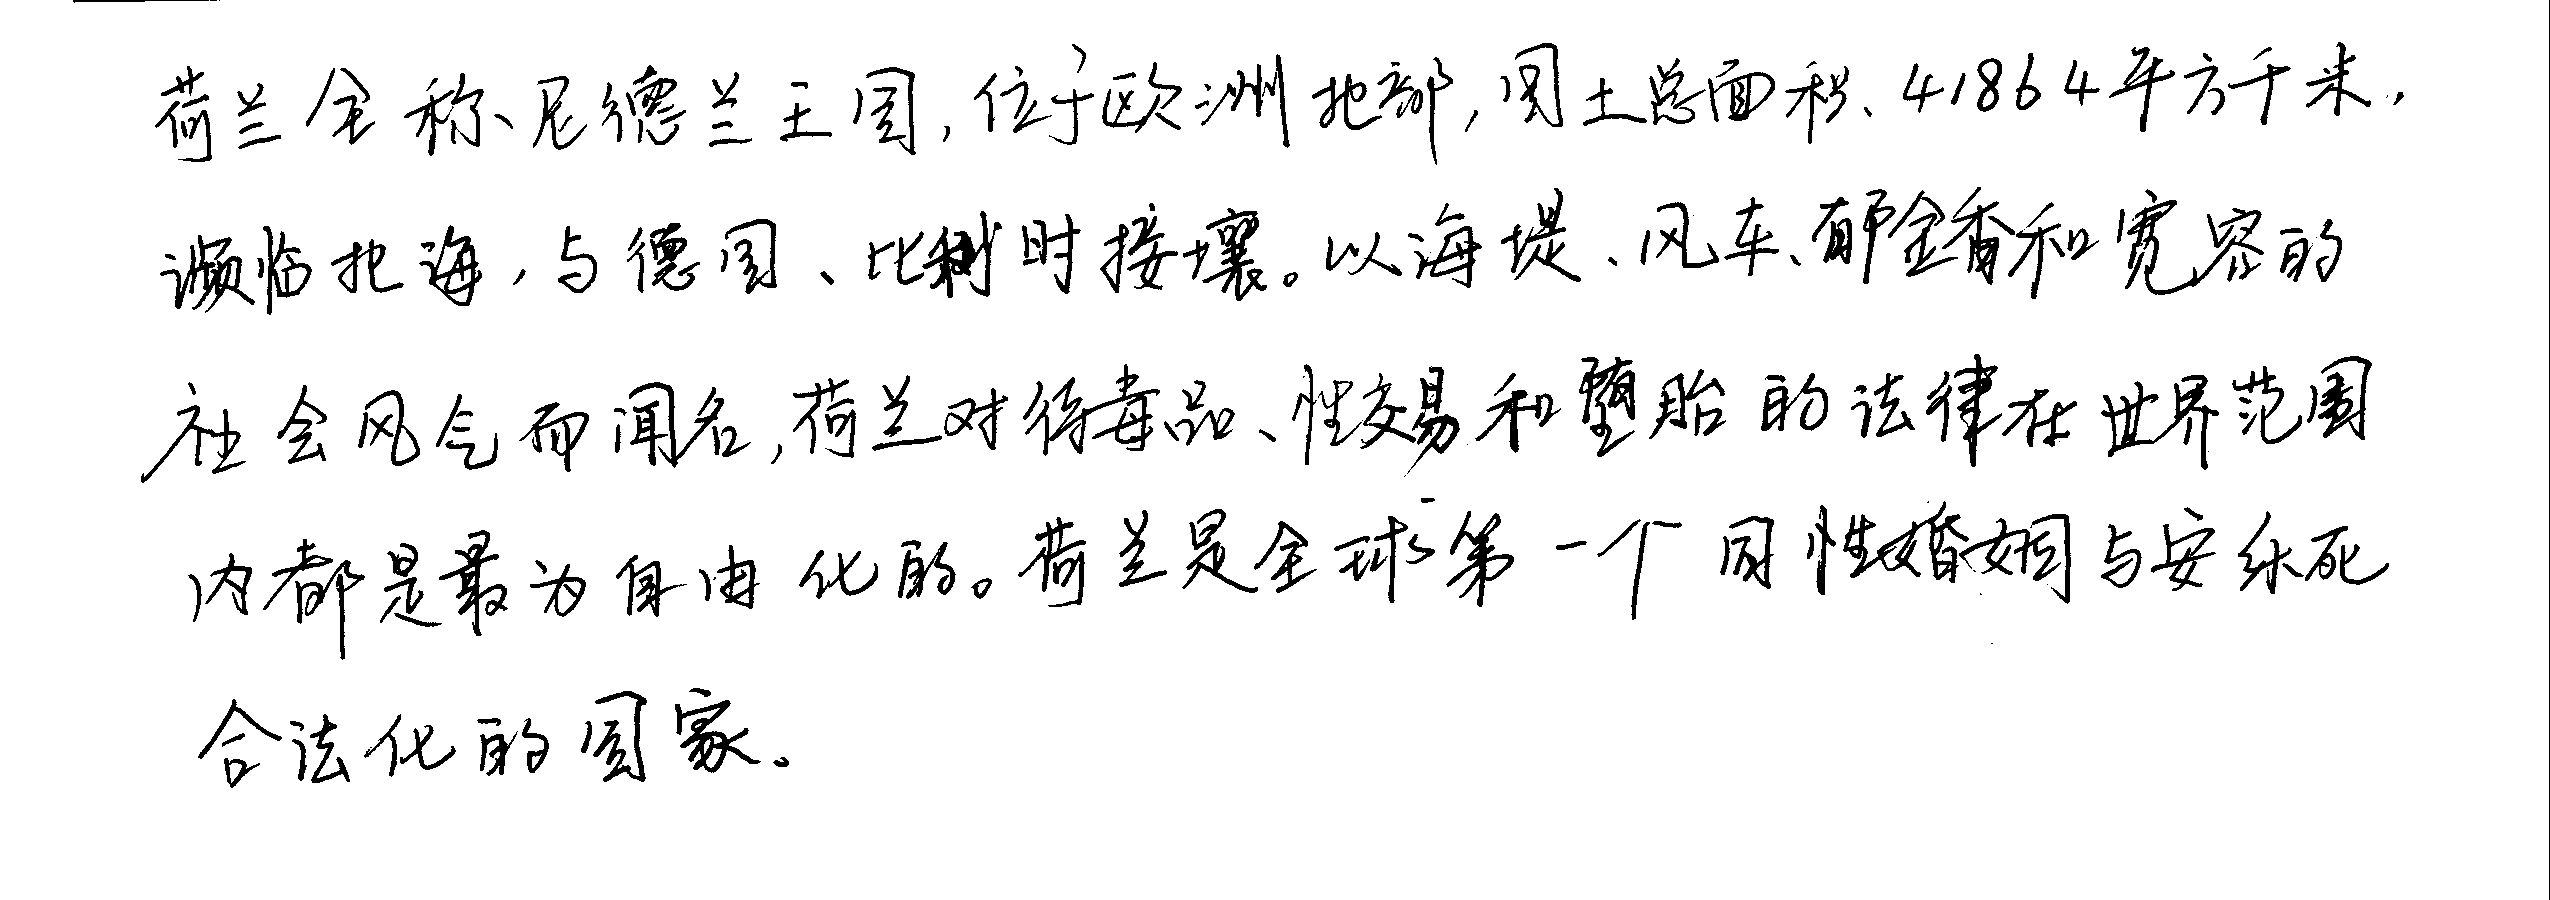 荷兰全称尼德兰王国,位于欧洲北部,国土总面积、41864平方千米,
濒临北海,与德国、比利时接壤。以海堤、风车、郁金香和宽容的
社会风气而闻名,荷兰对待毒品、性交易和堕胎的法律在世界范围
内都是最为自由化的。荷兰是全球第一个同性婚姻与安乐死
合法化的国家。